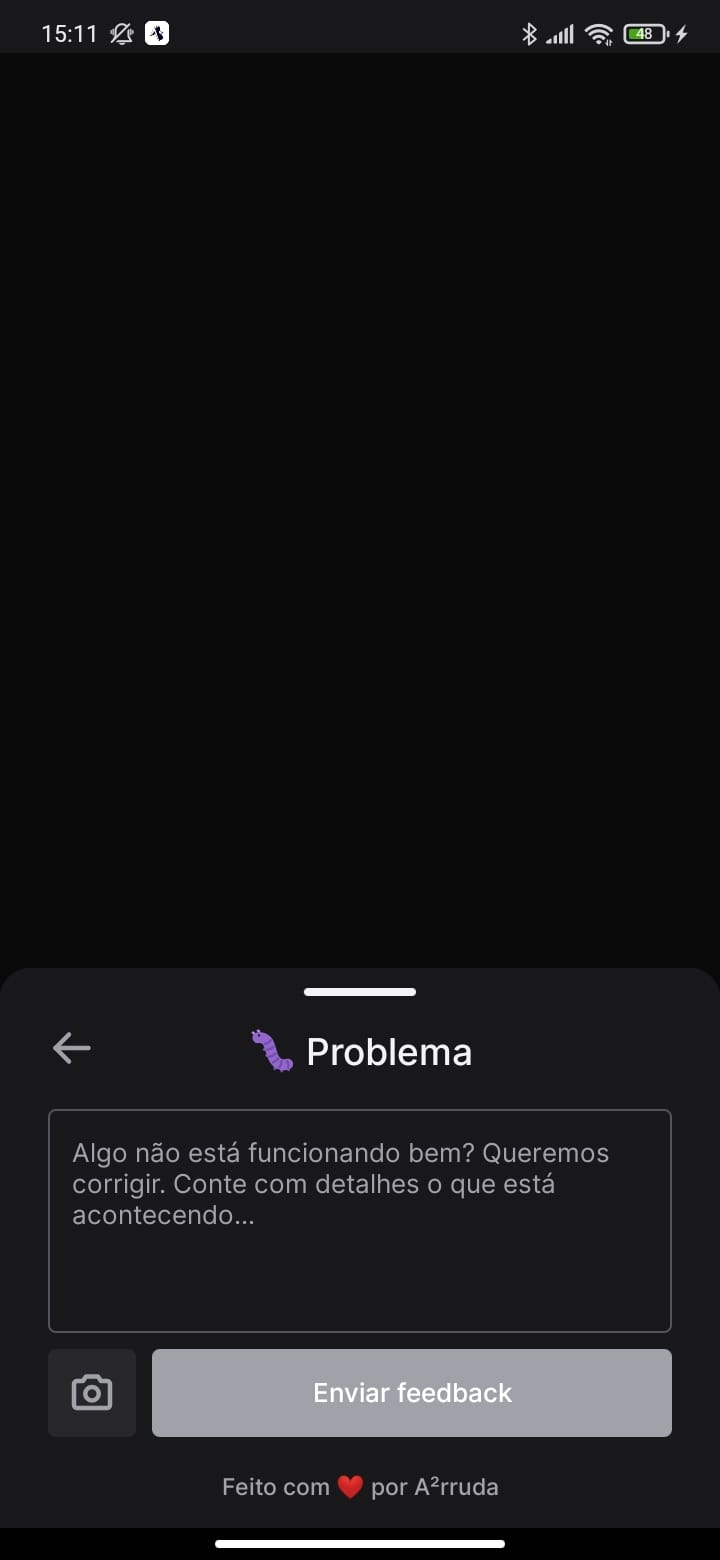 15:11
48
Problema
Algo não está funcionando bem? Queremos
corrigir. Conte com detalhes o que está
acontecendo...
Enviar feedback
Feito com ❤️ por A²rruda